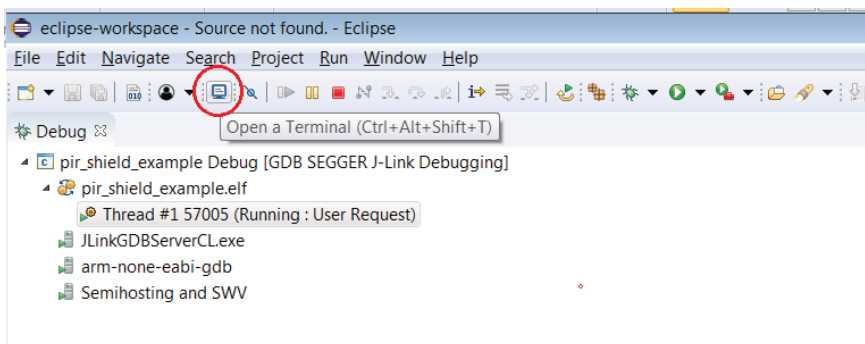 eclipse-workspace - Source not found. - Eclipse
File Edit Navigate Search Project Run Window Help
010
Open a Terminal (Ctrl+Alt+Shift+T)
Debug
c pir_shield_example Debug [GDB SEGGER J-Link Debugging]
pir_shield_example.elf
Thread #1 57005 (Running : User Request)
JLinkGDBServerCL.exe
arm-none-eabi-gdb
Semihosting and SWV